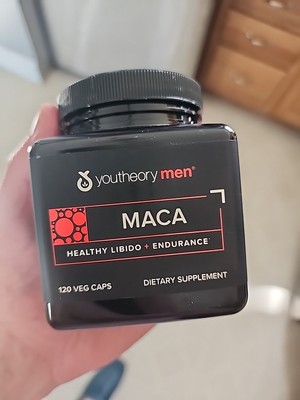 youtheory men®
MACA
HEALTHY LIBIDO + ENDURANCE
120 VEG CAPS
DIETARY SUPPLEMENT